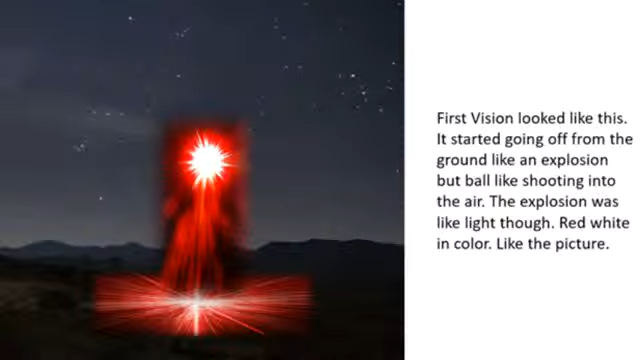 First Vision looked like this.
It started going off from the
ground like an explosion
but ball like shooting into
the air. The explosion was
like light though. Red white
in color. Like the picture.